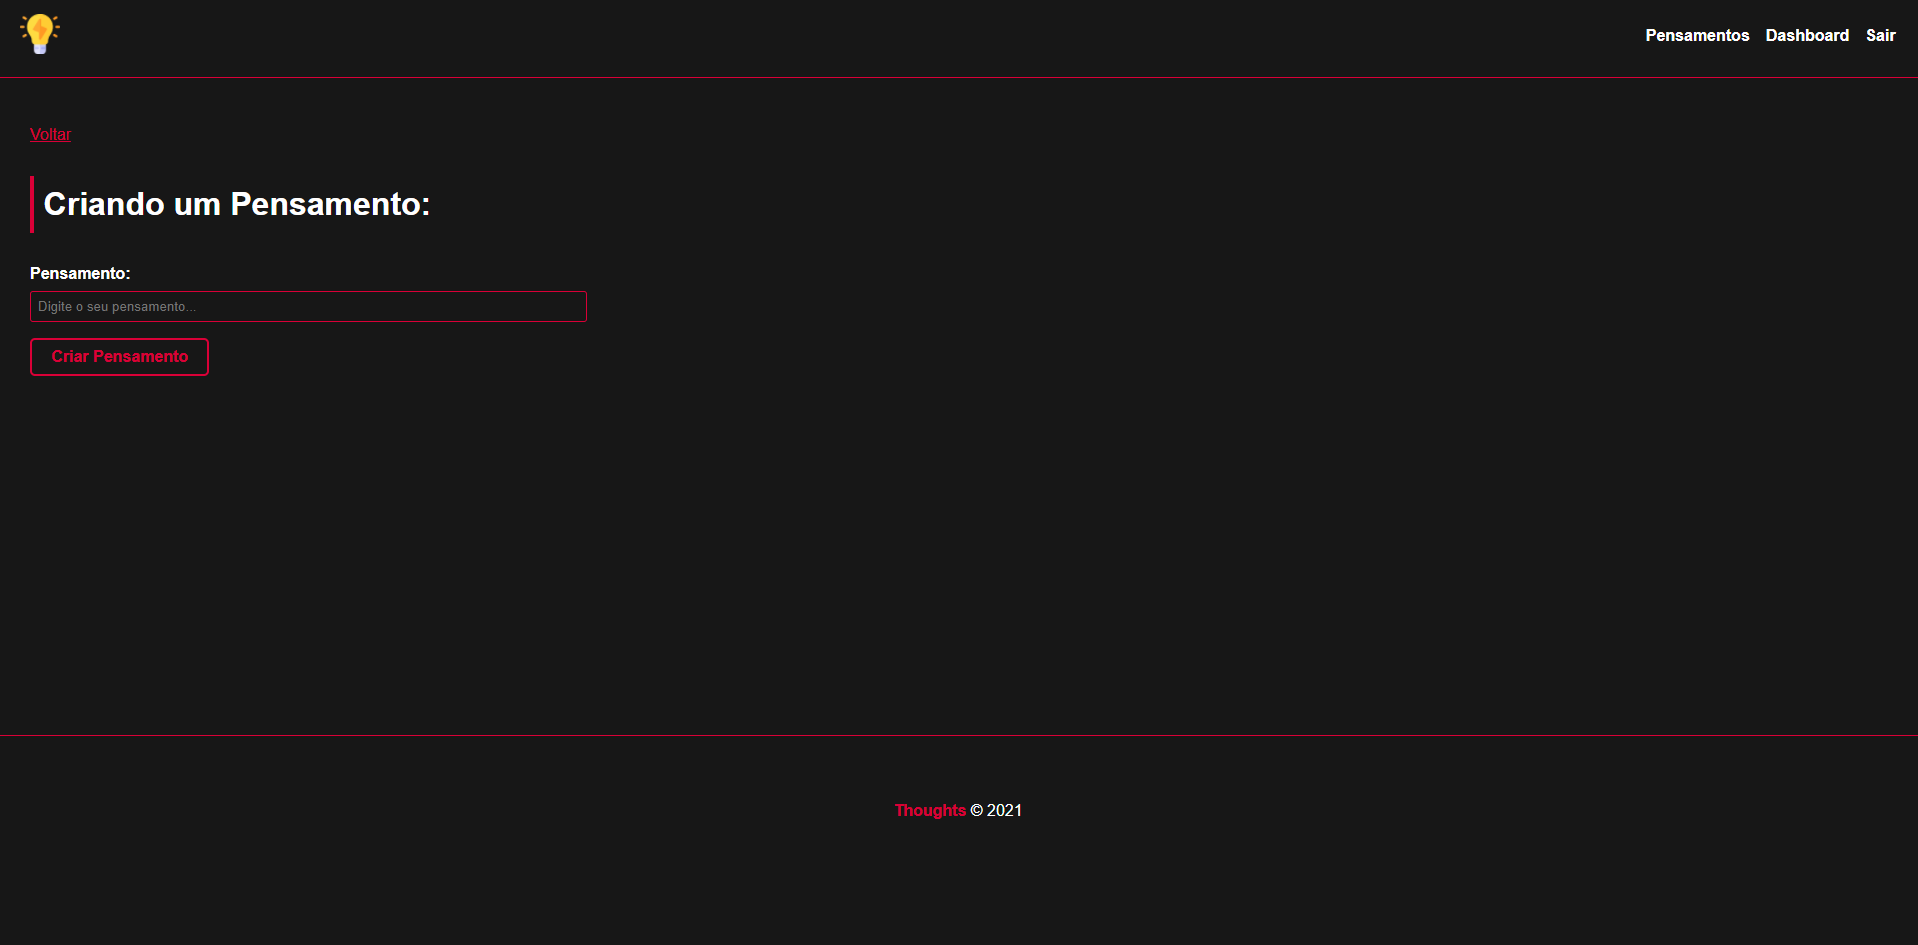 Pensamentos Dashboard Sair
Voltar
Criando um Pensamento:
Pensamento:
Digite o seu pensamento...
Criar Pensamento
Thoughts © 2021